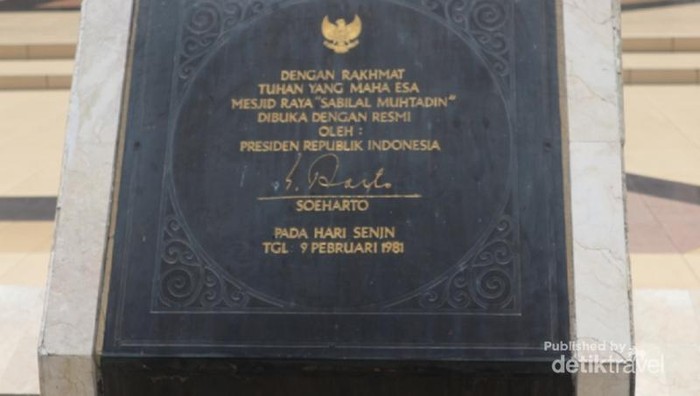 DENGAN RAKHMAT
TUHAN YANG MAHA ESA
MESJID RAYA "SABILAL MUHTADIN"
DIBUKA DENGAN RESMI
OLEH :
PRESIDEN REPUBLIK INDONESIA
SOEHARTO
PADA HARI SENIN
TGL 9 PEBRUARI 1981
Published by
detiktravel